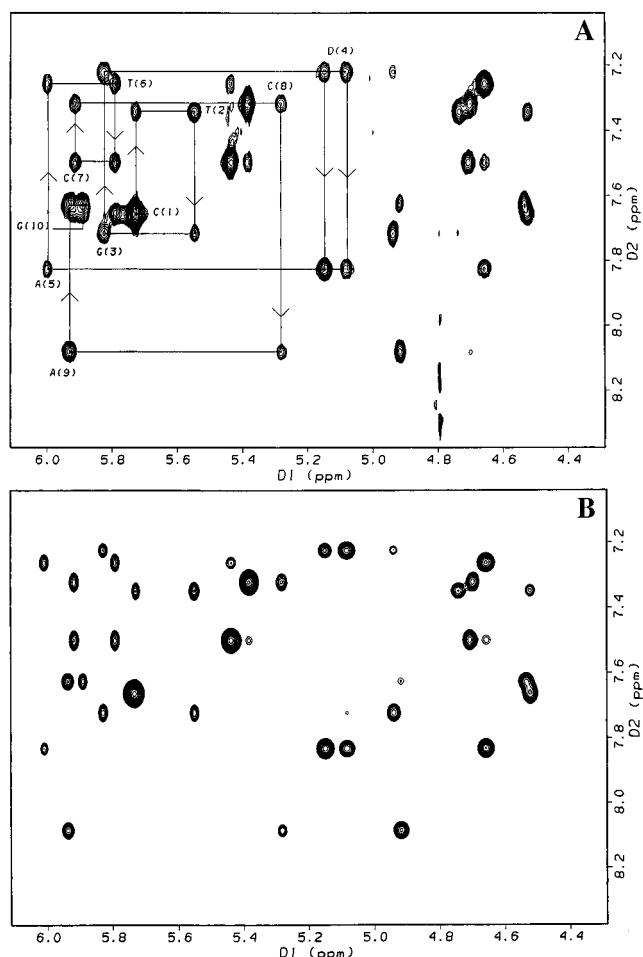 A
D(4)
T(6)
C(8)
T(2)
C(7)
C(1)
G(10)
G(3)
A(5)
A(9)
7.2
7.4
7.6
7.8
8.0
8.2
D2 (ppm)
6.0 5.8 5.6 5.4 5.2 5.0 4.8 4.6 4.4
D1 (ppm)
B
7.2
7.4
7.6
7.8
8.0
8.2
D2 (ppm)
6.0 5.8 5.6 5.4 5.2 5.0 4.8 4.6 4.4
D1 (ppm)